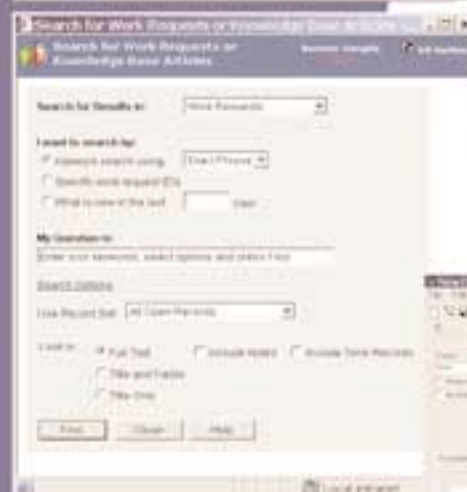 Search for Work Requests or Knowledge Base Articles
Search for Work Requests or
Knowledge Base Articles
Search for Results in: Work Requests
I want to search by:
Keyword search using Exact Phrase
Specific work request IDs
What is new in the last days
My Question is:
Enter your keywords, select options and press Find
Search Options
Use Record Set All Open Records
Look in: Full Text Include Notes Include Time Records
Title and Fields
Title Only
Find Close Help
Local intranet